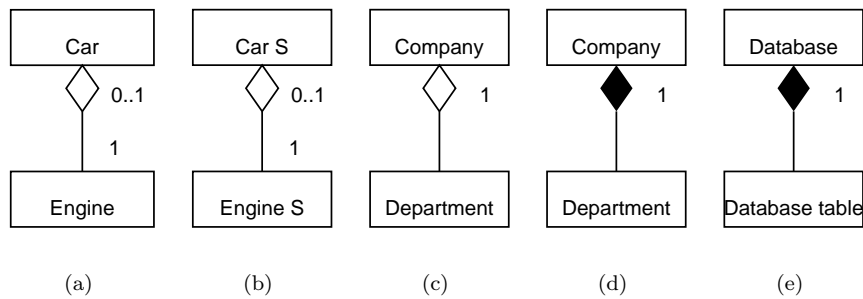 Car Car S Company Company Database
0..1 0..1 1 1 1
1 1
Engine Engine S Department Department Database table
(a) (b) (c) (d) (e)